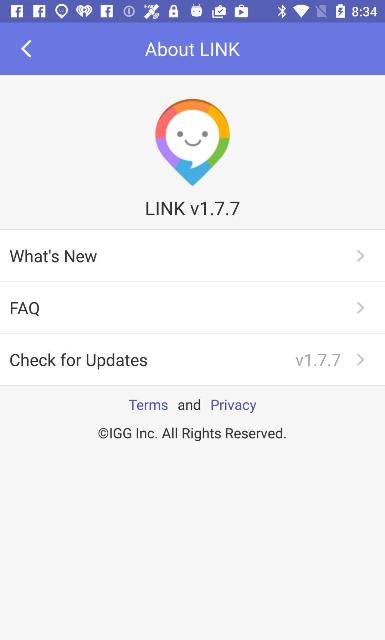 8:34
About LINK
LINK v1.7.7
What's New
FAQ
Check for Updates v1.7.7
Terms and Privacy
©IGG Inc. All Rights Reserved.